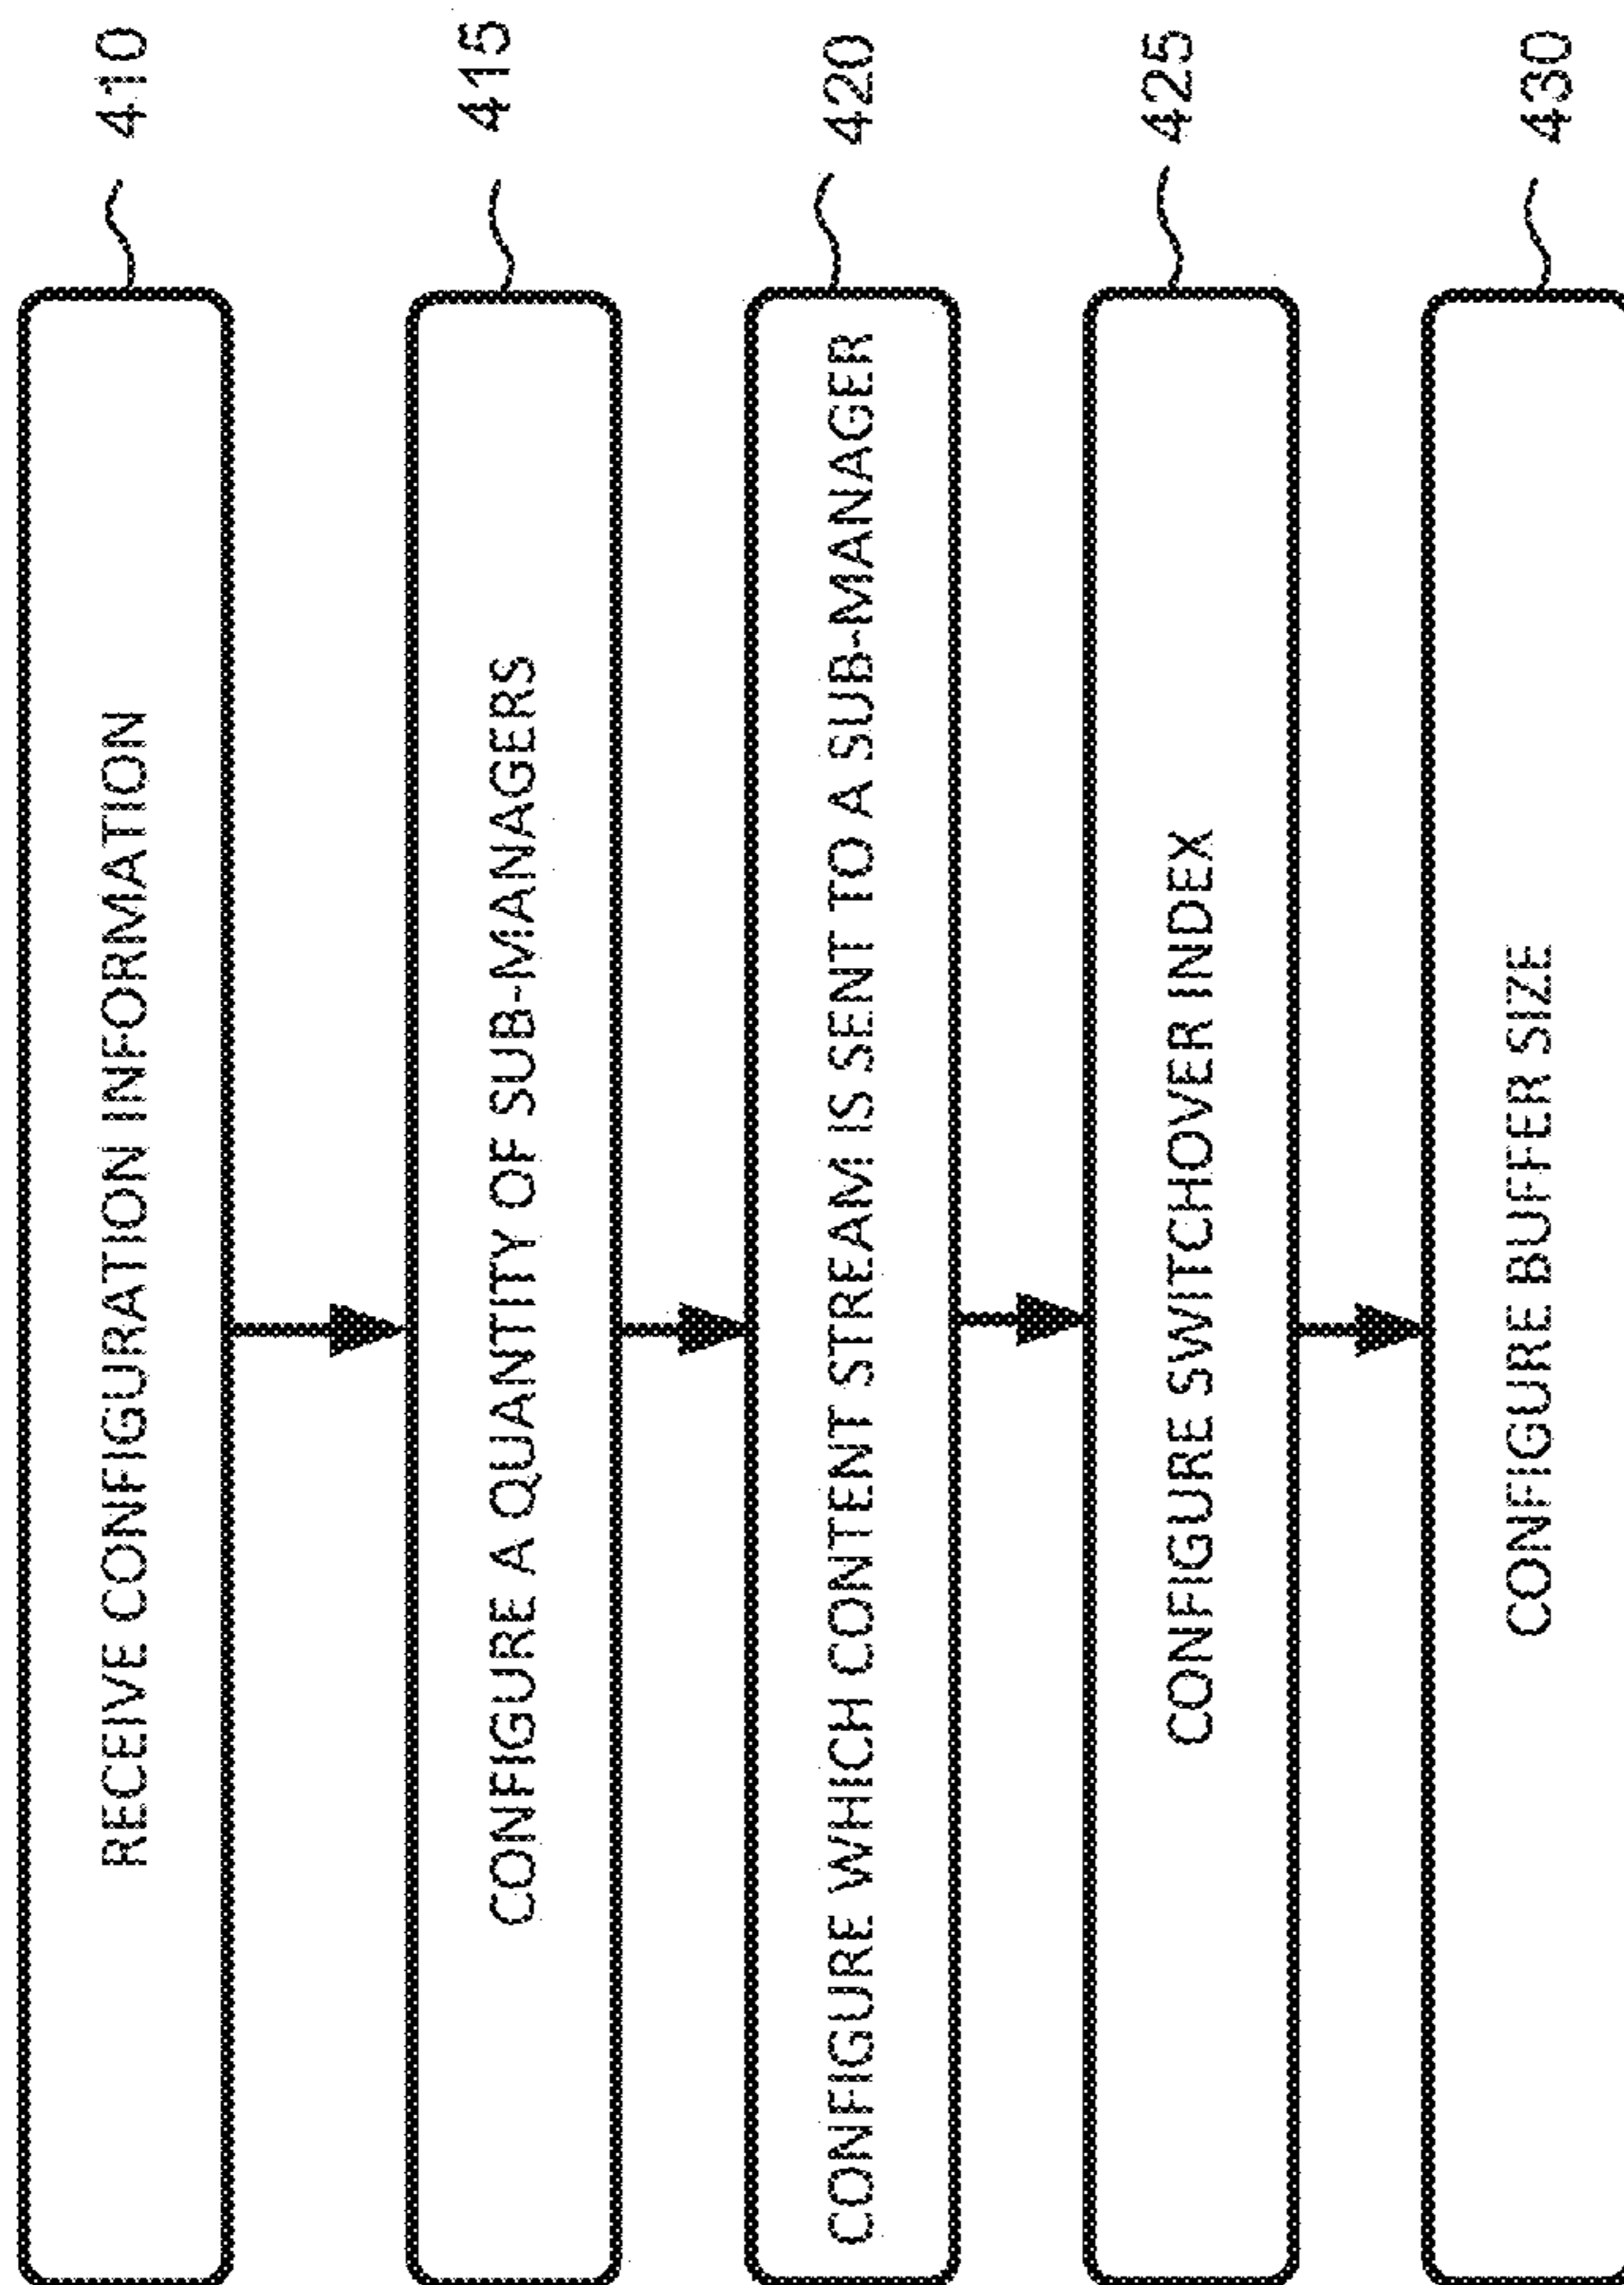 RECEIVE CONFIGURATION INFORMATION
410
CONFIGURE A QUANTITY OF SUB-MANAGERS
415
CONFIGURE WHICH CONTENT STREAM IS SENT TO A SUB-MANAGER
420
CONFIGURE SWITCHOVER INDEX
425
CONFIGURE BUFFER SIZE
430